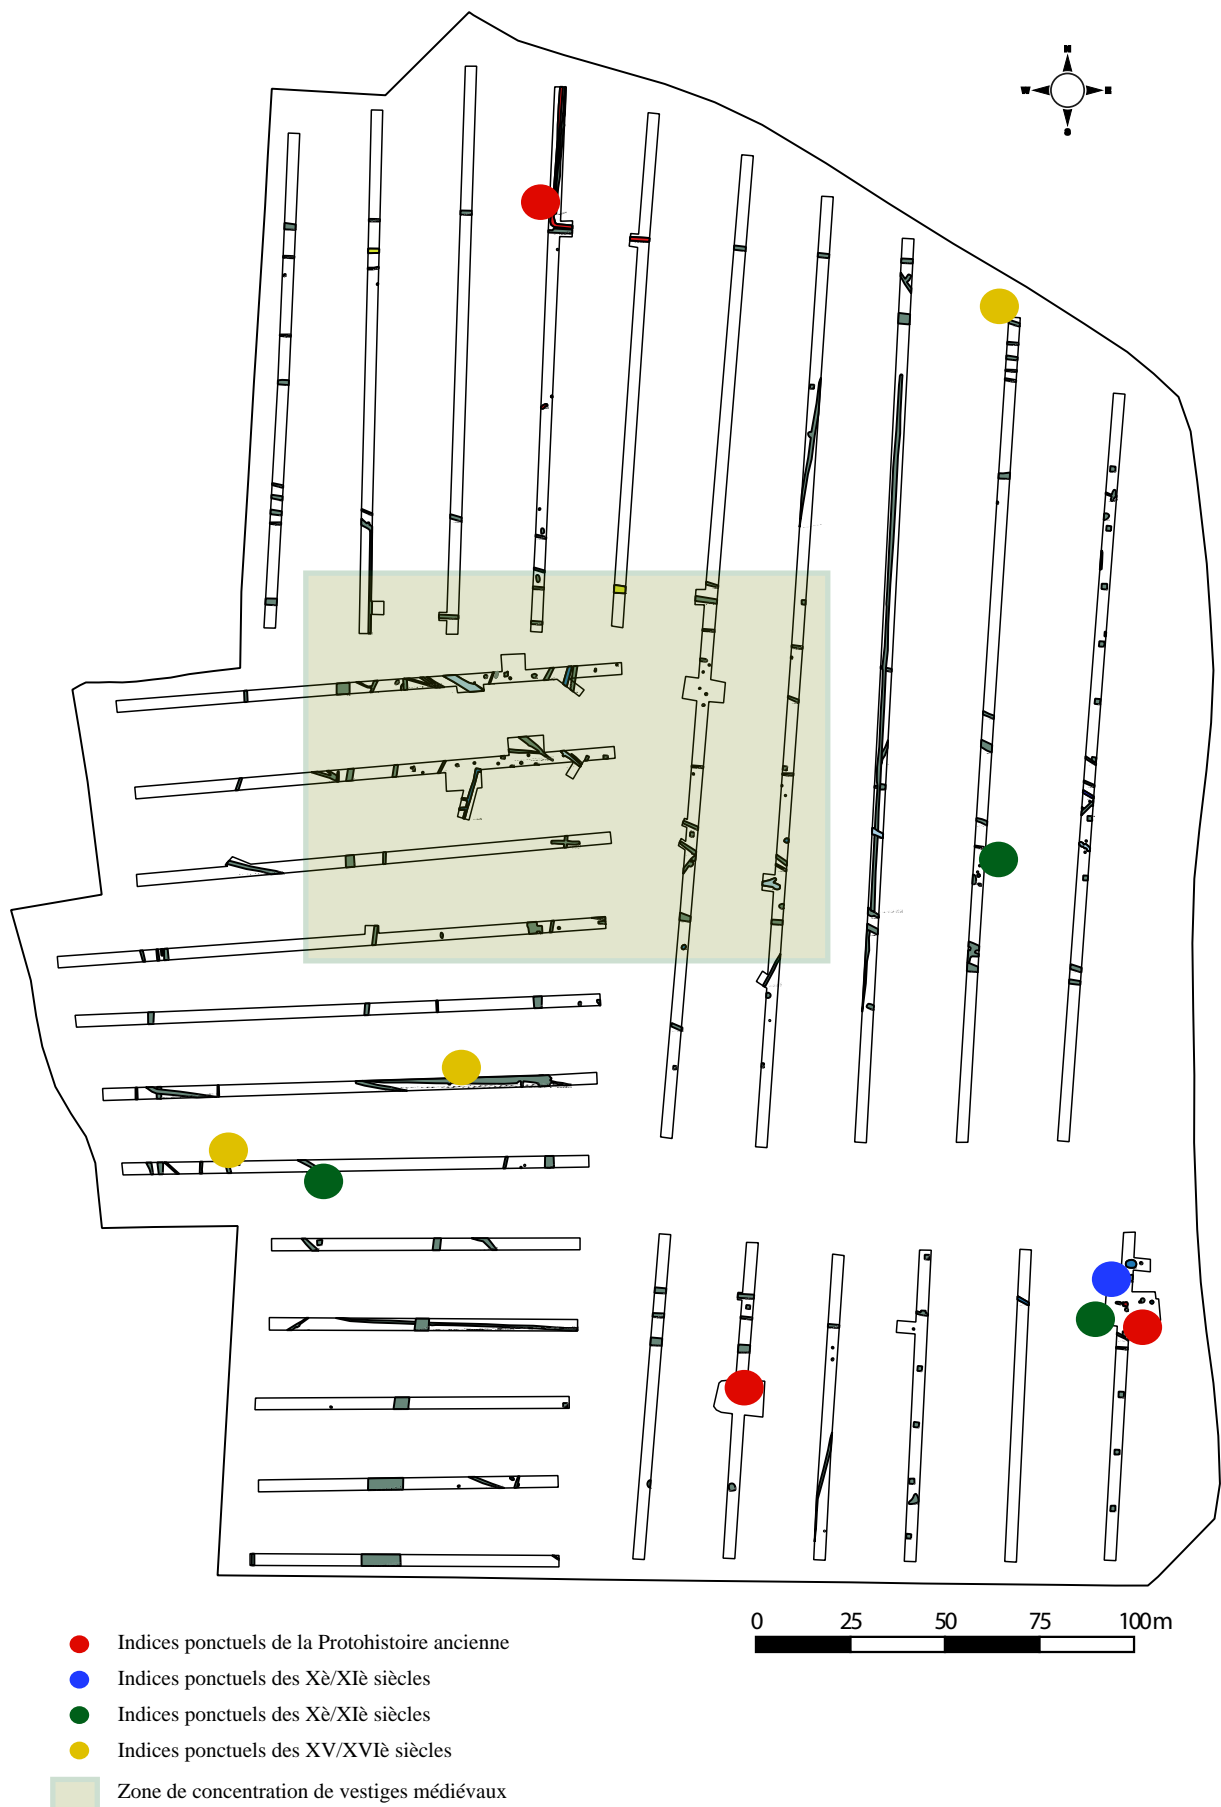 N
W E
S
0 25 50 75 100m
Indices ponctuels de la Protohistoire ancienne
Indices ponctuels des Xè/XIè siècles
Indices ponctuels des Xè/XIè siècles
Indices ponctuels des XV/XVIè siècles
Zone de concentration de vestiges médiévaux